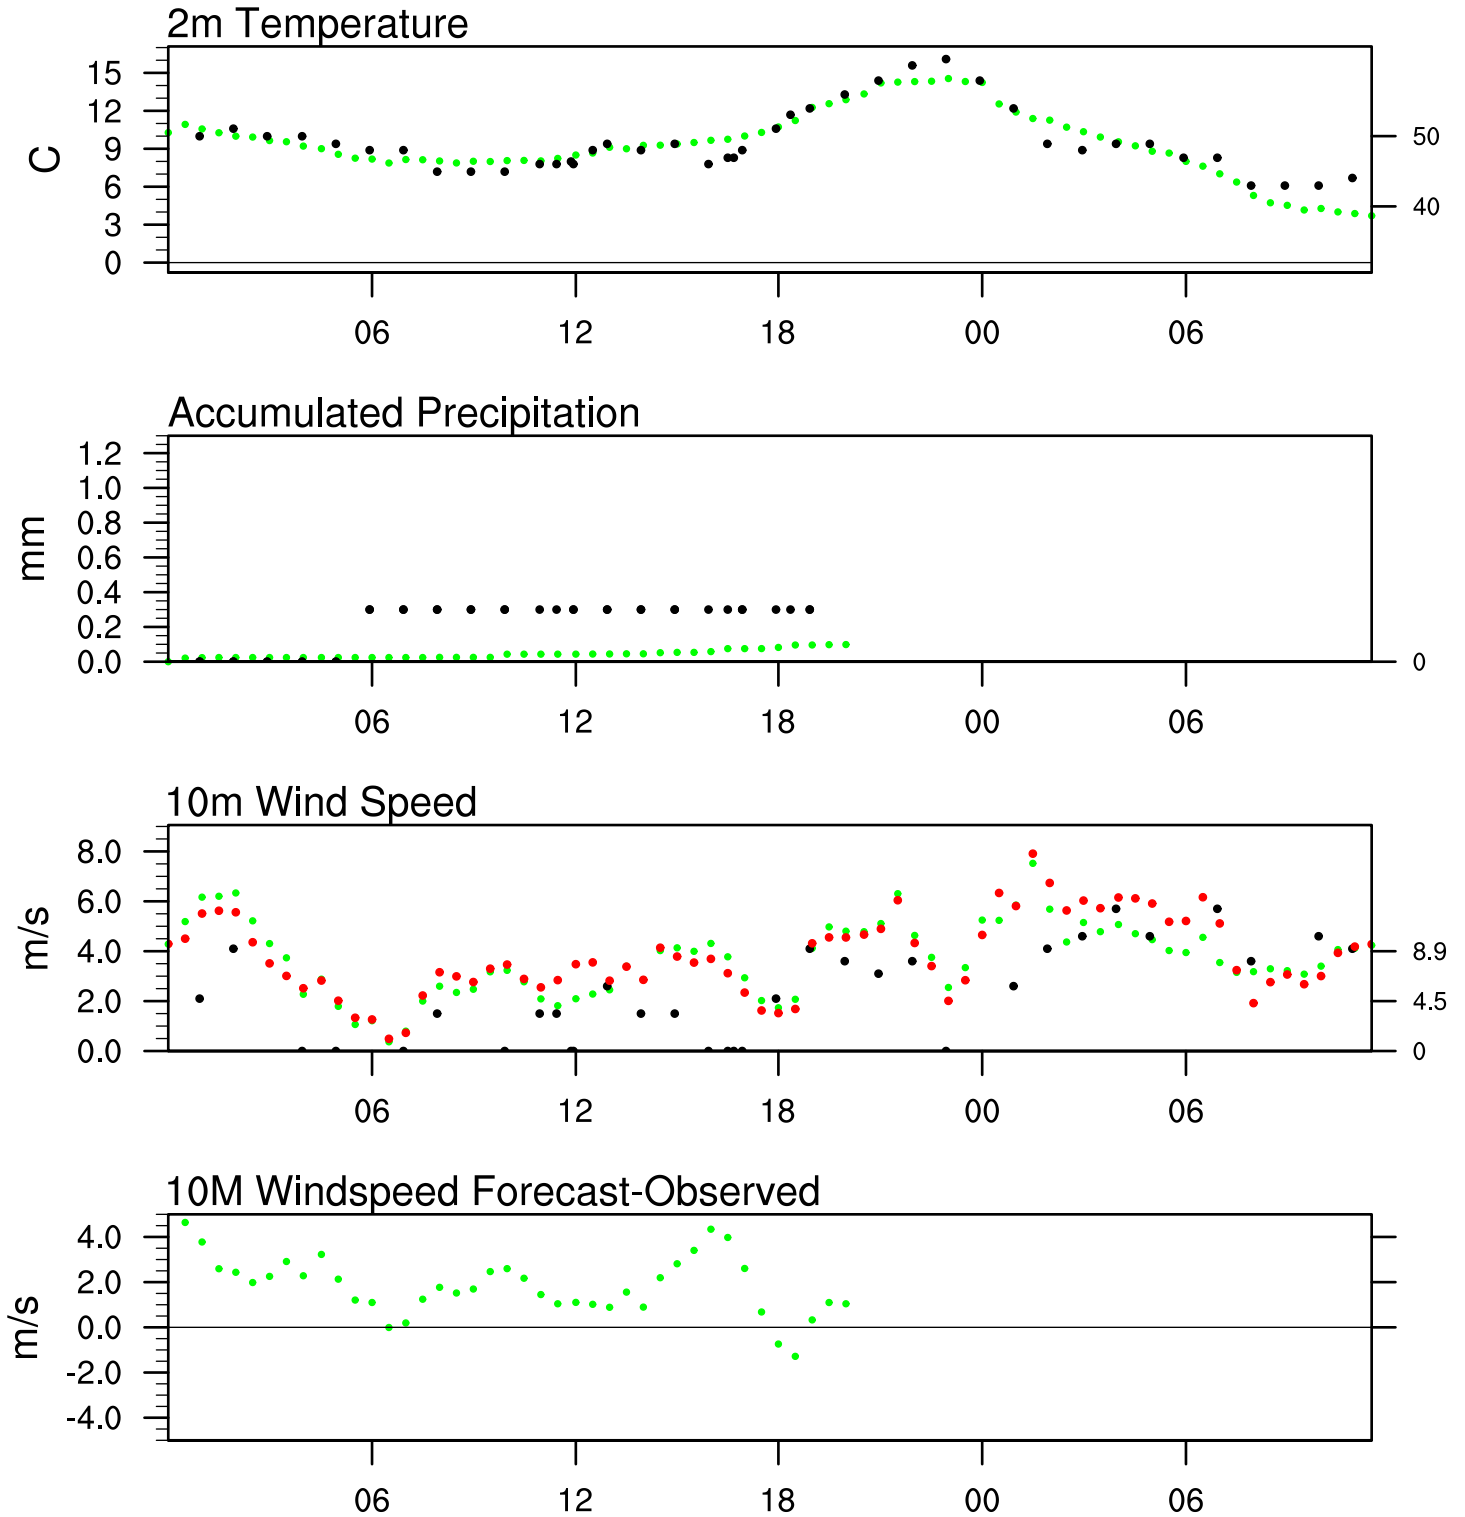 2m Temperature
15
12
9
6
3
0
C
50
40
06 12 18 00 06
Accumulated Precipitation
1.2
1.0
0.8
0.6
0.4
0.2
0.0
mm
0
06 12 18 00 06
10m Wind Speed
8.0
6.0
4.0
2.0
0.0
m/s
8.9
4.5
0
06 12 18 00 06
10M Windspeed Forecast-Observed
4.0
2.0
0.0
-2.0
-4.0
m/s
06 12 18 00 06